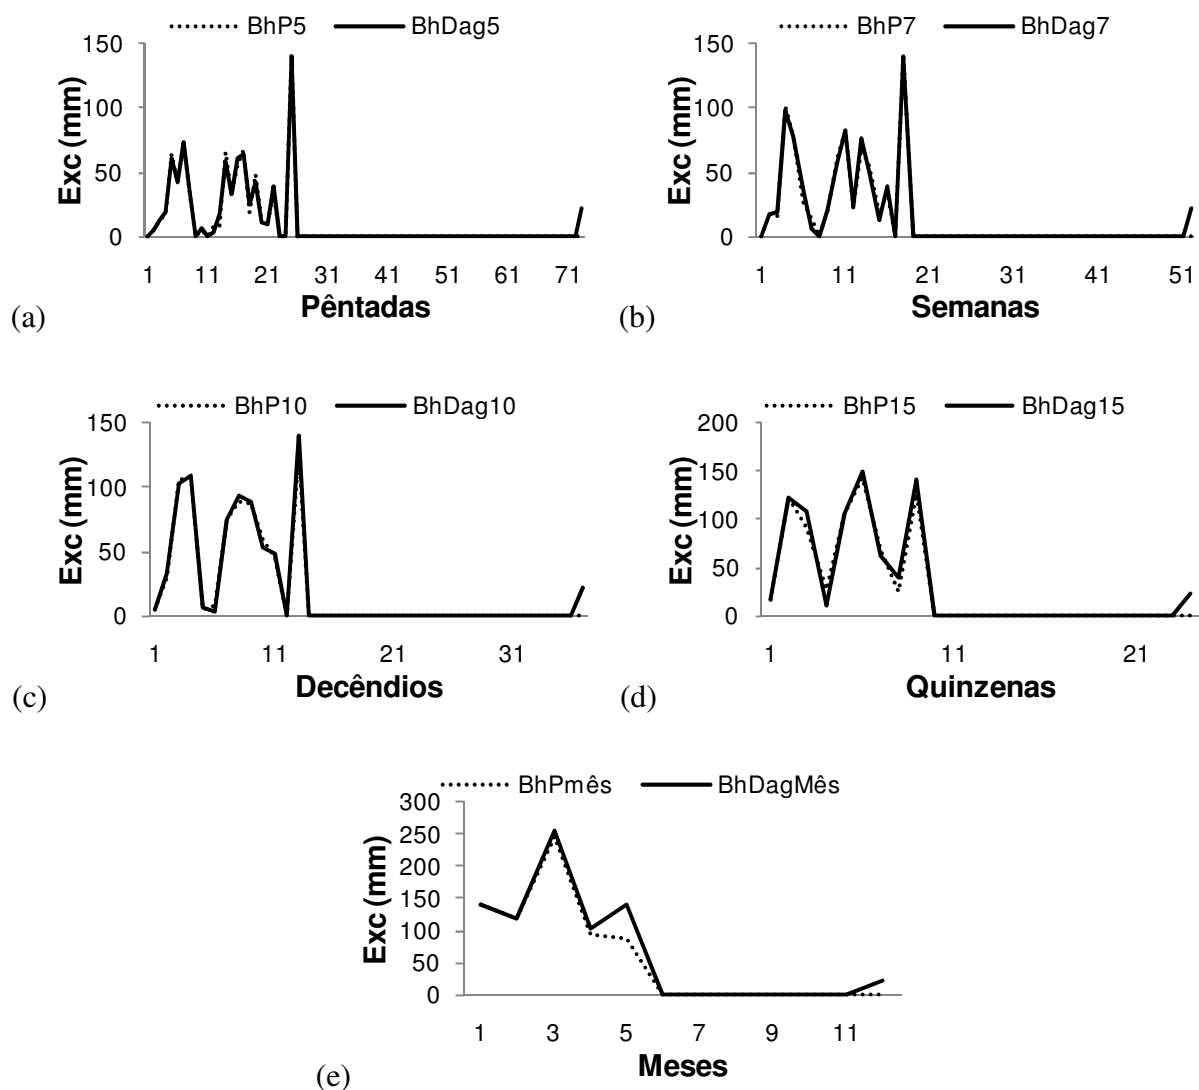 BhP5 BhDag5
150
100
50
0
Exc (mm)
1 11 21 31 41 51 61 71
Pêntadas
(a)
BhP7 BhDag7
150
100
50
0
Exc (mm)
1 11 21 31 41 51
Semanas
(b)
BhP10 BhDag10
150
100
50
0
Exc (mm)
1 11 21 31
Decêndios
(c)
BhP15 BhDag15
200
150
100
50
0
Exc (mm)
1 11 21
Quinzenas
(d)
BhPmês BhDagMês
300
250
200
150
100
50
0
Exc (mm)
1 3 5 7 9 11
Meses
(e)